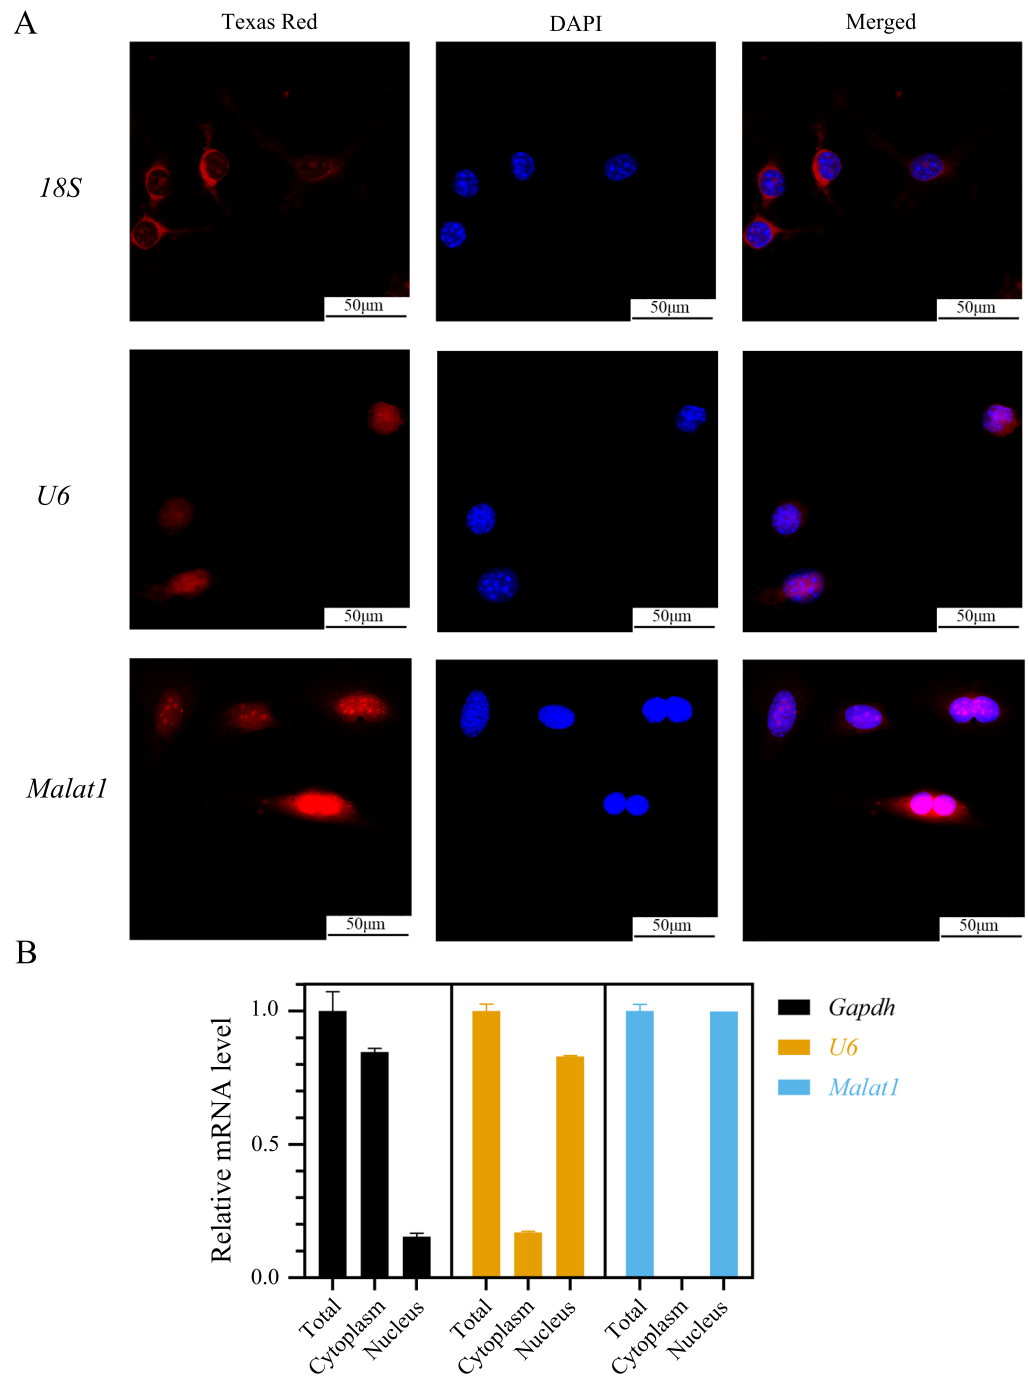 A
Texas Red
DAPI
Merged
18S
50μm
50μm
50μm
U6
50μm
50μm
50μm
Malat1
50μm
50μm
50μm
B
Relative mRNA level
1.0
0.5
0.0
Total
Cytoplasm
Nucleus
Total
Cytoplasm
Nucleus
Total
Cytoplasm
Nucleus
Gapdh
U6
Malat1